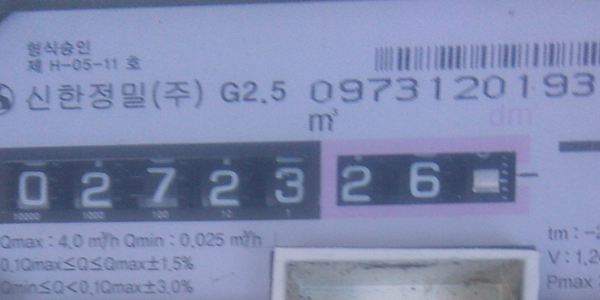 형식승인
제 H-05-11 호
신한정밀(주) G2.5 0973120193
m³ dm
0 2 7 2 3 2 6
10000 1000 100 10 1
Qmax : 4.0 m³/h Qmin : 0.025 m³/h
0.1Qmax≤Q≤Qmax±1.5%
Qmin≤Q<0.1Qmax±3.0%
tm : -2
V : 1.2
Pmax